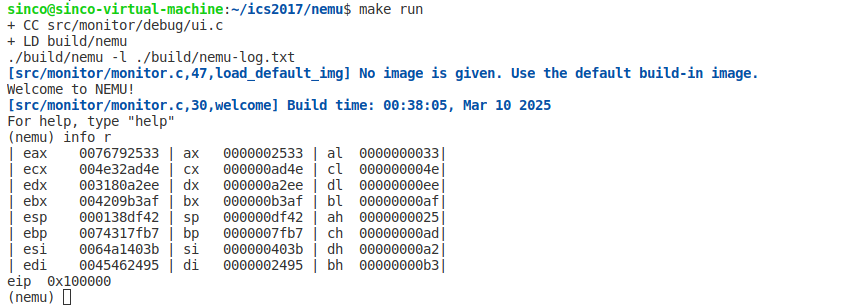 sinco@sinco-virtual-machine:~/ics2017/nemu$ make run
+ CC src/monitor/debug/ui.c
+ LD build/nemu
./build/nemu -l ./build/nemu-log.txt
[src/monitor/monitor.c,47,load_default_img] No image is given. Use the default build-in image.
Welcome to NEMU!
[src/monitor/monitor.c,30,welcome] Build time: 00:38:05, Mar 10 2025
For help, type "help"
(nemu) info r
| eax    0076792533 | ax   0000002533 | al  0000000033|
| ecx    004e32ad4e | cx   000000ad4e | cl  000000004e|
| edx    003180a2ee | dx   000000a2ee | dl  00000000ee|
| ebx    004209b3af | bx   000000b3af | bl  00000000af|
| esp    000138df42 | sp   000000df42 | ah  0000000025|
| ebp    0074317fb7 | bp   0000007fb7 | ch  00000000ad|
| esi    0064a1403b | si   000000403b | dh  00000000a2|
| edi    0045462495 | di   0000002495 | bh  00000000b3|
eip  0x100000
(nemu)